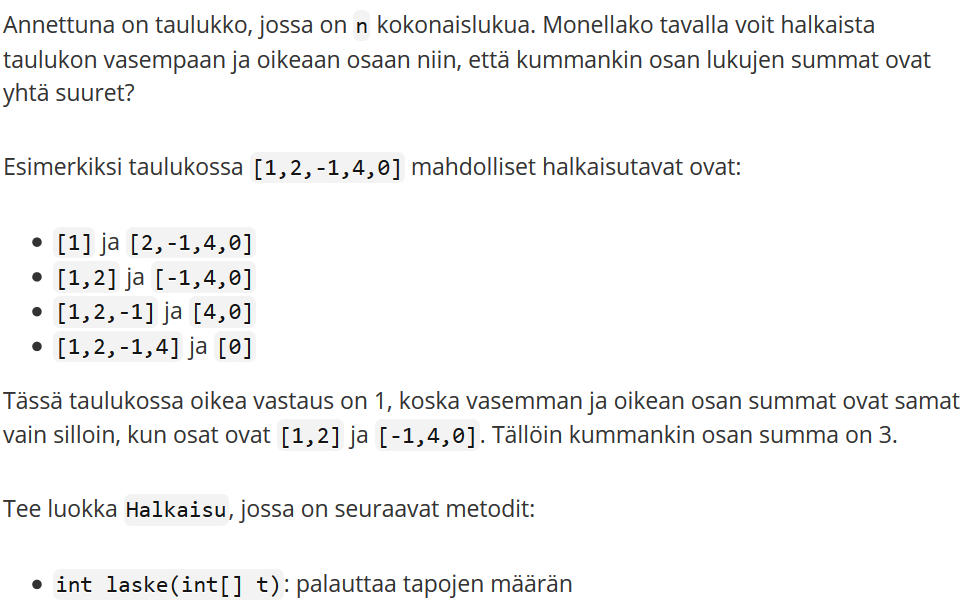 Annettuna on taulukko, jossa on n kokonaislukua. Monellako tavalla voit halkaista
taulukon vasempaan ja oikeaan osaan niin, että kummankin osan lukujen summat ovat
yhtä suuret?
Esimerkiksi taulukossa [1,2,-1,4,0] mahdolliset halkaisutavat ovat:
• [1] ja [2,-1,4,0]
• [1,2] ja [-1,4,0]
• [1,2,-1] ja [4,0]
• [1,2,-1,4] ja [0]
Tässä taulukossa oikea vastaus on 1, koska vasemman ja oikean osan summat ovat samat
vain silloin, kun osat ovat [1,2] ja [-1,4,0]. Tällöin kummankin osan summa on 3.
Tee luokka Halkaisu, jossa on seuraavat metodit:
• int laske(int[] t): palauttaa tapojen määrän